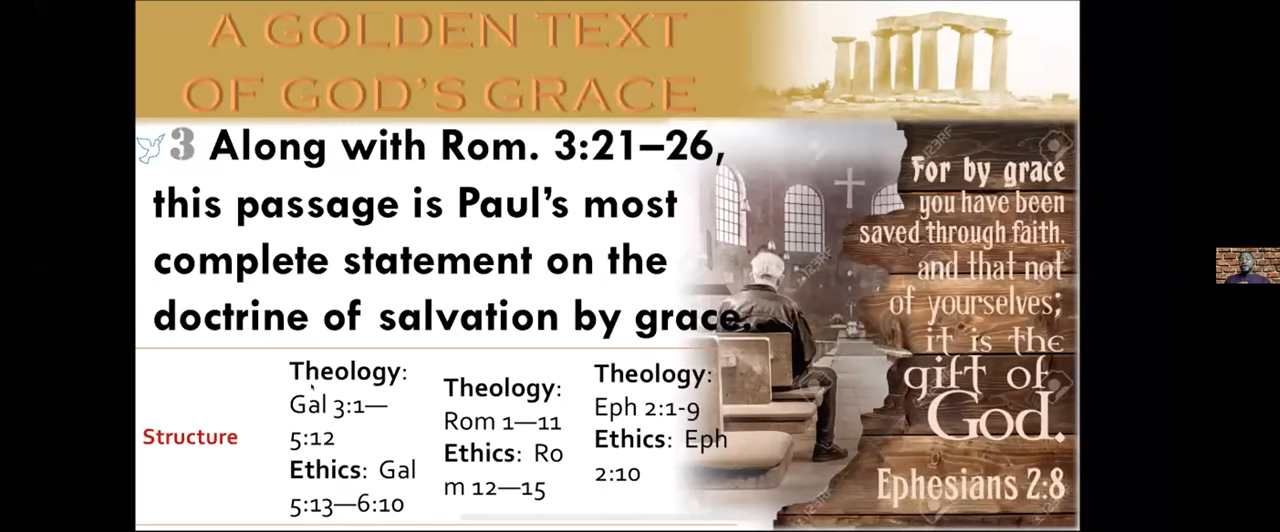 A GOLDEN TEXT
OF GOD'S GRACE
3 Along with Rom. 3:21–26,
this passage is Paul's most
complete statement on the
doctrine of salvation by grace.
Structure
Theology:
Gal 3:1—
5:12
Ethics: Gal
5:13—6:10
Theology:
Rom 1—11
Ethics: Ro
m 12—15
Theology:
Eph 2:1-9
Ethics: Eph
2:10
For by grace
you have been
saved through faith,
and that not
of yourselves;
it is the
gift of
God.
Ephesians 2:8
123RF
123RF
123RF
123RF